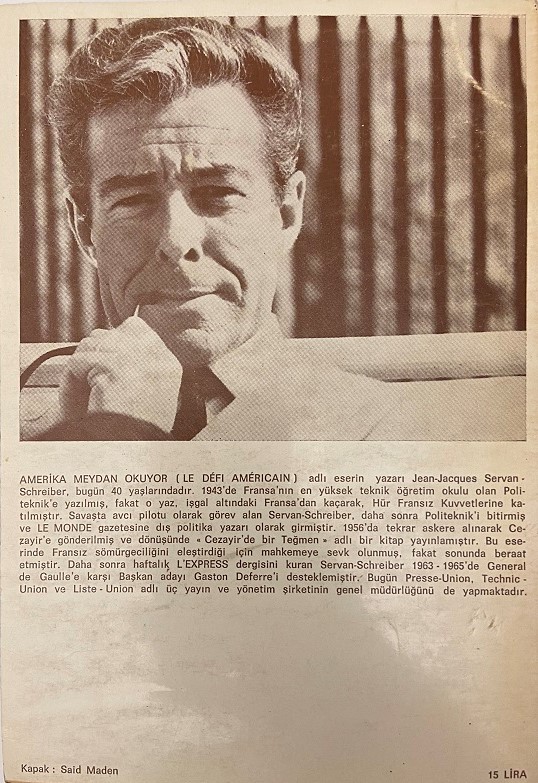 AMERİKA MEYDAN OKUYOR ( LE DÉFI AMÉRICAIN ) adlı eserin yazarı Jean-Jacques Servan -
Schreiber, bugün 40 yaşlarındadır. 1943'de Fransa'nın en yüksek teknik öğretim okulu olan Poli-
teknik'e yazılmış, fakat o yaz, işgal altındaki Fransa'dan kaçarak, Hür Fransız Kuvvetlerine ka-
tılmıştır. Savaşta avcı pilotu olarak görev alan Servan-Schreiber, daha sonra Politeknik'i bitirmiş
ve LE MONDE gazetesine dış politika yazarı olarak girmiştir. 1956'da tekrar askere alınarak Ce-
zayir'e gönderilmiş ve dönüşünde « Cezayir'de bir Teğmen » adlı bir kitap yayınlamıştır. Bu ese-
rinde Fransız sömürgeciliğini eleştirdiği için mahkemeye sevk olunmuş, fakat sonunda beraat
etmiştir. Daha sonra haftalık L'EXPRESS dergisini kuran Servan-Schreiber 1963 - 1965'de General
de Gaulle'e karşı Başkan adayı Gaston Deferre'i desteklemiştir. Bugün Presse-Union, Technic -
Union ve Liste - Union adlı üç yayın ve yönetim şirketinin genel müdürlüğünü de yapmaktadır.
Kapak : Said Maden
15 LİRA